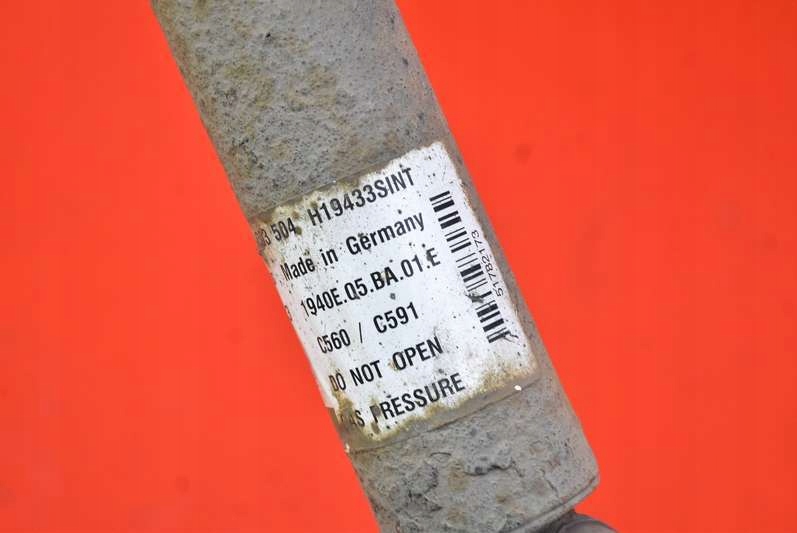 504 H19433SINT
Made in Germany
1940E.05.BA.01.E
C560 / C591
DO NOT OPEN
PRESSURE
51782173